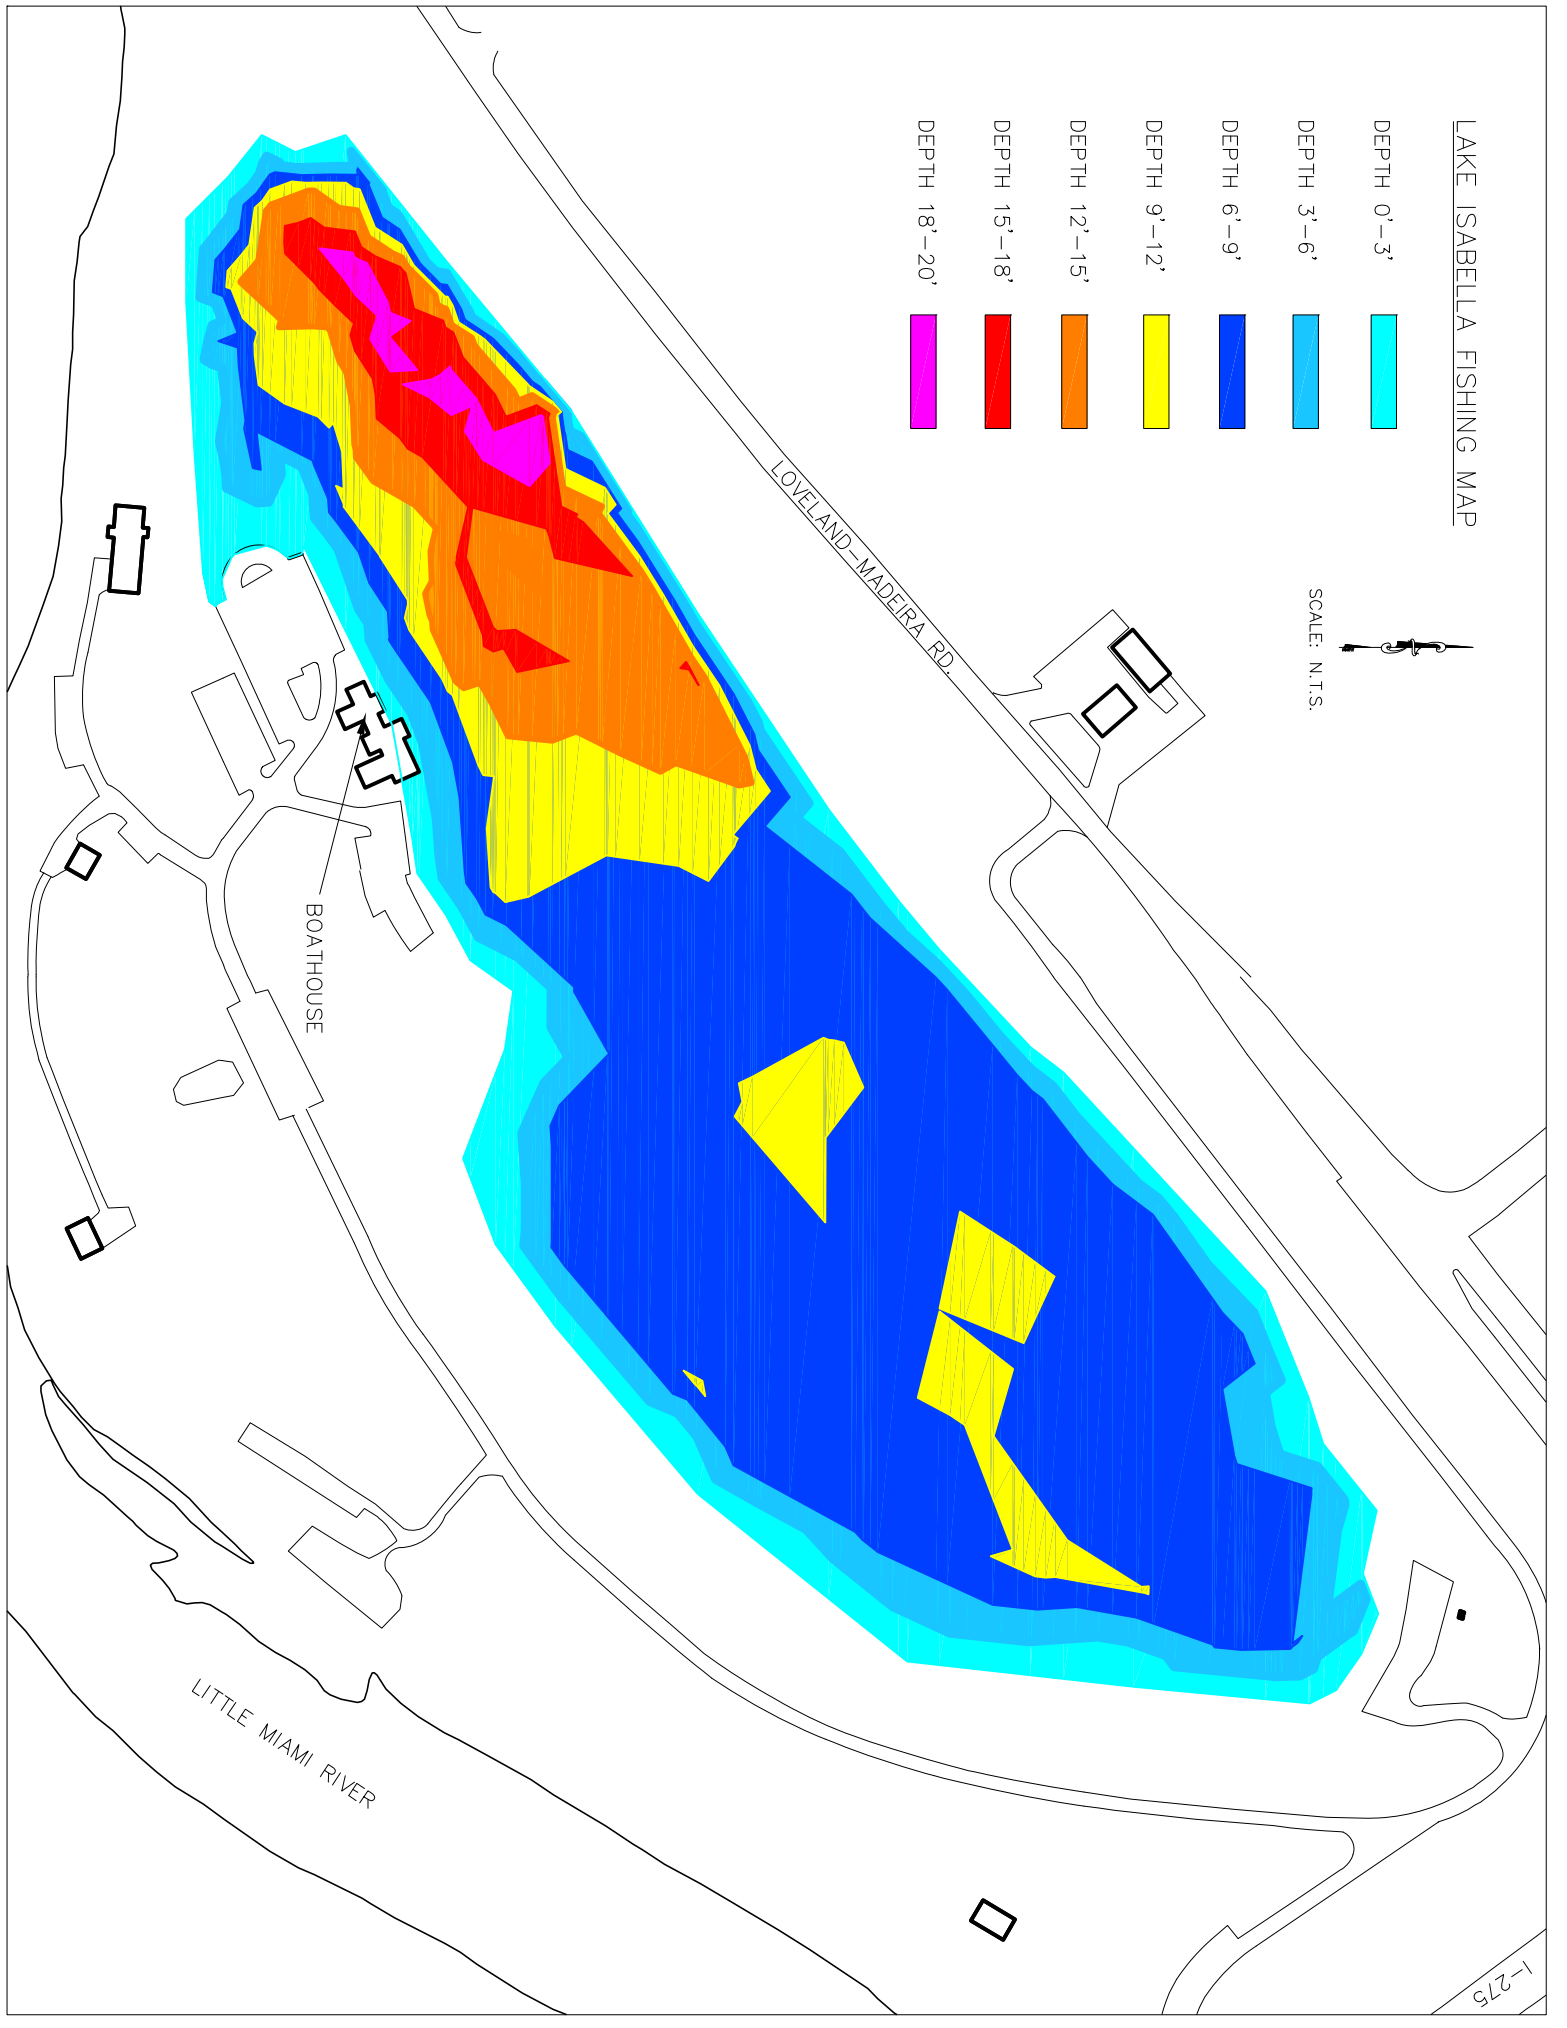 LAKE ISABELLA FISHING MAP
DEPTH 0'-3'
DEPTH 3'-6'
DEPTH 6'-9'
DEPTH 9'-12'
DEPTH 12'-15'
DEPTH 15'-18'
DEPTH 18'-20'
SCALE: N.T.S.
LOVELAND-MADEIRA RD.
BOATHOUSE
LITTLE MIAMI RIVER
I-275